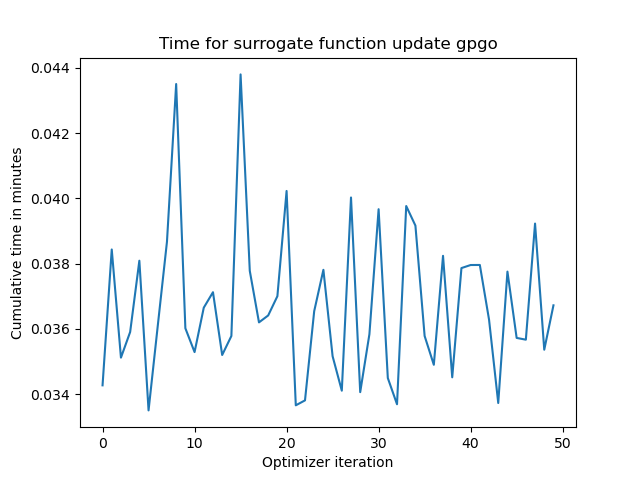 Time for surrogate function update gpgo
Cumulative time in minutes
0.044
0.042
0.040
0.038
0.036
0.034
0 10 20 30 40 50
Optimizer iteration